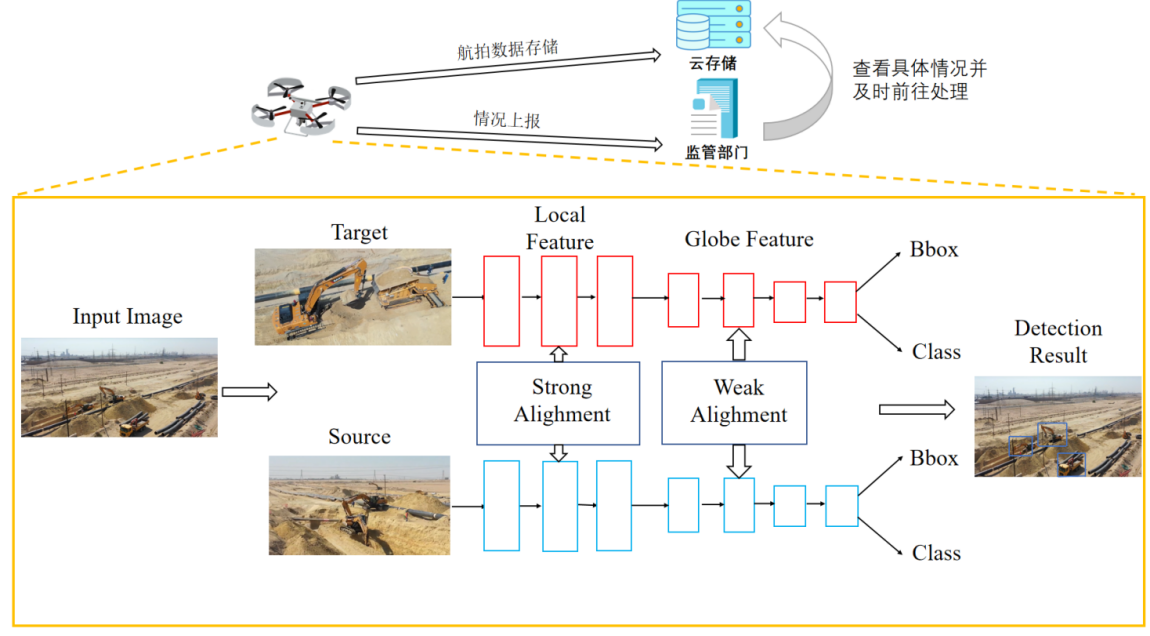 航拍数据存储
云存储
查看具体情况并
及时前往处理
情况上报
监管部门
Local
Feature
Target
Globe Feature
Bbox
Input Image
Class
Detection
Result
Strong
Alighment
Weak
Alighment
Source
Bbox
Class